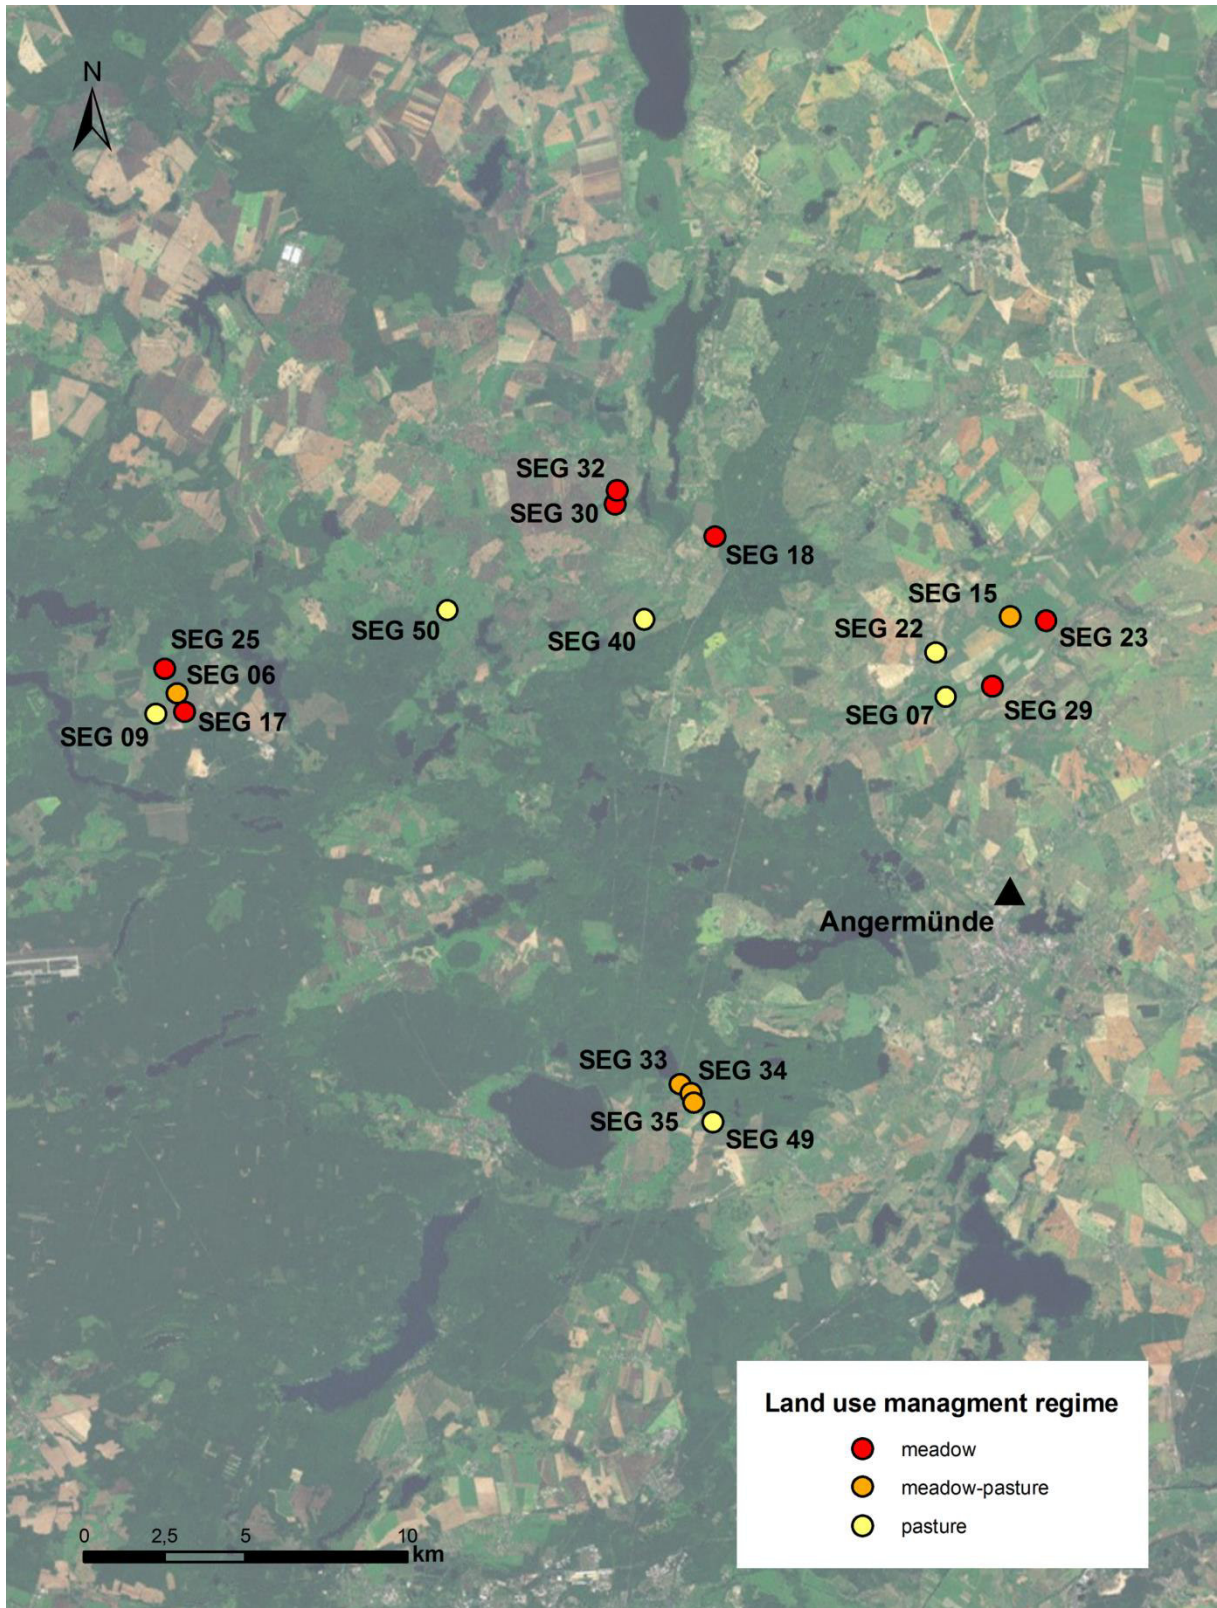 N
SEG 32
SEG 30
SEG 18
SEG 15
SEG 50
SEG 40
SEG 22
SEG 23
SEG 25
SEG 06
SEG 07
SEG 29
SEG 09
SEG 17
Angermünde
SEG 33
SEG 34
SEG 35
SEG 49
Land use managment regime
meadow
meadow-pasture
pasture
0 2,5 5 10
km